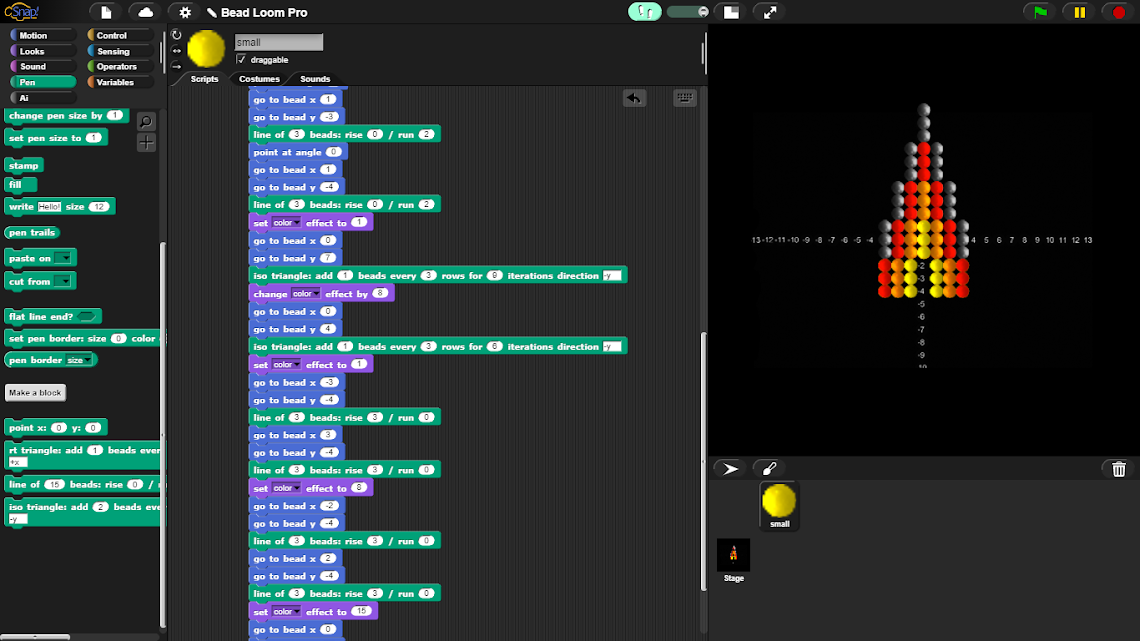 CSnap!
Bead Loom Pro
Motion
Control
Looks
Sensing
Sound
Operators
Pen
Variables
Ai
change pen size by 1
set pen size to 1
stamp
fill
write Hello! size 12
pen trails
paste on
cut from
flat line end?
set pen border: size 0 color
pen border size
Make a block
point x: 0 y: 0
rt triangle: add 1 beads ever
+x
line of 15 beads: rise 0 / r
iso triangle: add 2 beads eve
-y
small
draggable
Scripts Costumes Sounds
go to bead x 1
go to bead y -3
line of 3 beads: rise 0 / run 2
point at angle 0
go to bead x 1
go to bead y -4
line of 3 beads: rise 0 / run 2
set color effect to 1
go to bead x 0
go to bead y 7
iso triangle: add 1 beads every 3 rows for 9 iterations direction -y
change color effect by 8
go to bead x 0
go to bead y 4
iso triangle: add 1 beads every 3 rows for 6 iterations direction -y
set color effect to 1
go to bead x -3
go to bead y -4
line of 3 beads: rise 3 / run 0
go to bead x 3
go to bead y -4
line of 3 beads: rise 3 / run 0
set color effect to 8
go to bead x -2
go to bead y -4
line of 3 beads: rise 3 / run 0
go to bead x 2
go to bead y -4
line of 3 beads: rise 3 / run 0
set color effect to 15
go to bead x 0
13 -12 -11 -10 -9 -8 -7 -6 -5 -4 4 5 6 7 8 9 10 11 12 13
-2
-3
-4
-5
-6
-7
-8
-9
small
Stage